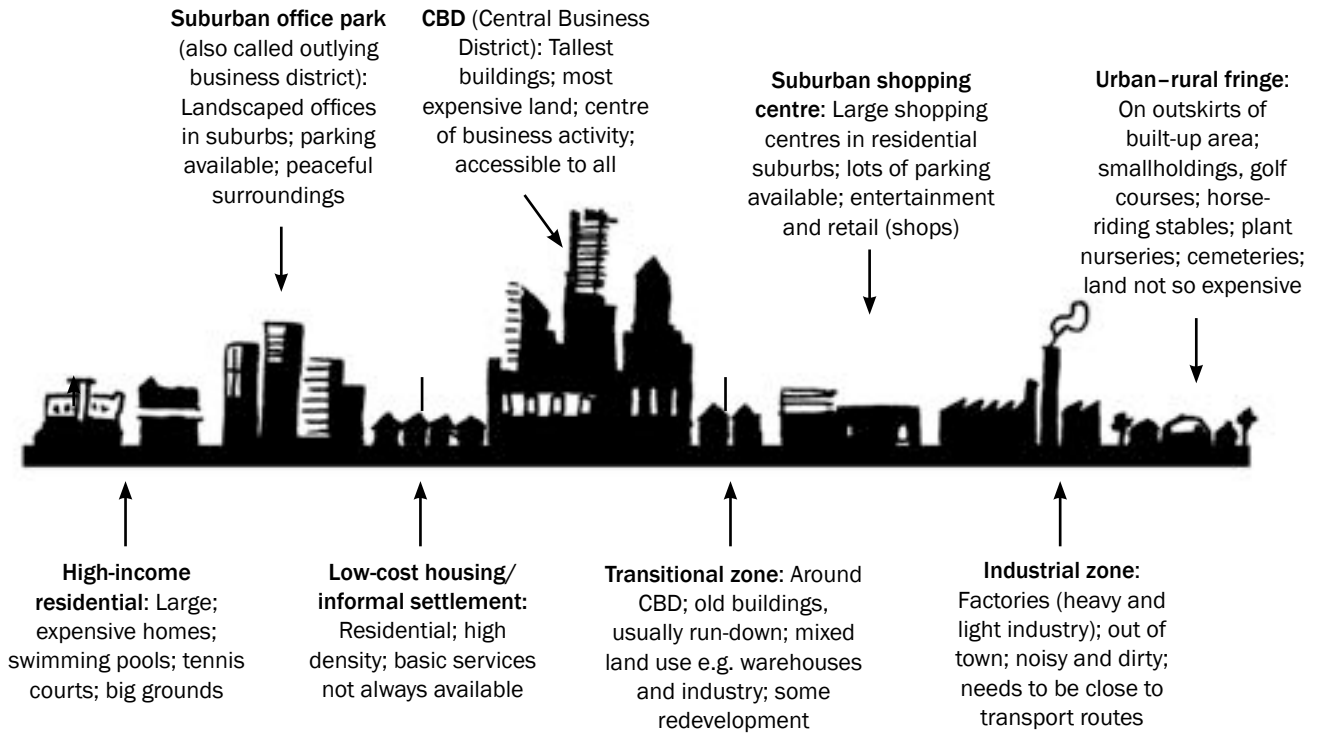 Suburban office park
(also called outlying
business district):
Landscaped offices
in suburbs; parking
available; peaceful
surroundings
CBD (Central Business
District): Tallest
buildings; most
expensive land; centre
of business activity;
accessible to all
Suburban shopping
centre: Large shopping
centres in residential
suburbs; lots of parking
available; entertainment
and retail (shops)
Urban–rural fringe:
On outskirts of
built-up area;
smallholdings, golf
courses; horse-
riding stables; plant
nurseries; cemeteries;
land not so expensive
High-income
residential: Large;
expensive homes;
swimming pools; tennis
courts; big grounds
Low-cost housing/
informal settlement:
Residential; high
density; basic services
not always available
Transitional zone: Around
CBD; old buildings,
usually run-down; mixed
land use e.g. warehouses
and industry; some
redevelopment
Industrial zone:
Factories (heavy and
light industry); out of
town; noisy and dirty;
needs to be close to
transport routes